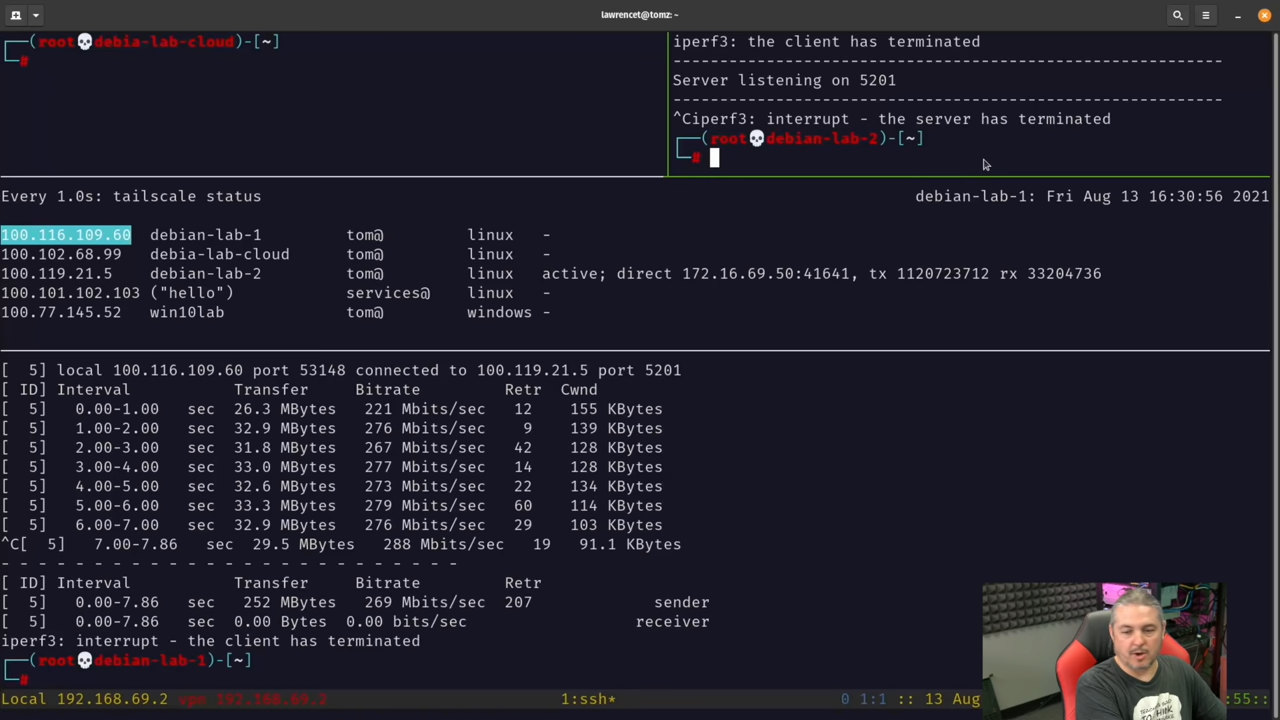 lawrencet@tomz: ~
┌──(root💀debia-lab-cloud)-[~]
└─#
iperf3: the client has terminated
-----------------------------------------------------------
Server listening on 5201
-----------------------------------------------------------
^Ciperf3: interrupt - the server has terminated
┌──(root💀debian-lab-2)-[~]
└─#
Every 1.0s: tailscale status debian-lab-1: Fri Aug 13 16:30:56 2021
100.116.109.60 debian-lab-1 tom@ linux -
100.102.68.99 debia-lab-cloud tom@ linux -
100.119.21.5 debian-lab-2 tom@ linux active; direct 172.16.69.50:41641, tx 1120723712 rx 33204736
100.101.102.103 ("hello") services@ linux -
100.77.145.52 win10lab tom@ windows -
[ 5] local 100.116.109.60 port 53148 connected to 100.119.21.5 port 5201
[ ID] Interval Transfer Bitrate Retr Cwnd
[ 5] 0.00-1.00 sec 26.3 MBytes 221 Mbits/sec 12 155 KBytes
[ 5] 1.00-2.00 sec 32.9 MBytes 276 Mbits/sec 9 139 KBytes
[ 5] 2.00-3.00 sec 31.8 MBytes 267 Mbits/sec 42 128 KBytes
[ 5] 3.00-4.00 sec 33.0 MBytes 277 Mbits/sec 14 128 KBytes
[ 5] 4.00-5.00 sec 32.6 MBytes 273 Mbits/sec 22 134 KBytes
[ 5] 5.00-6.00 sec 33.3 MBytes 279 Mbits/sec 60 114 KBytes
[ 5] 6.00-7.00 sec 32.9 MBytes 276 Mbits/sec 29 103 KBytes
^C[ 5] 7.00-7.86 sec 29.5 MBytes 288 Mbits/sec 19 91.1 KBytes
- - - - - - - - - - - - - - - - - - - - - - - - -
[ ID] Interval Transfer Bitrate Retr
[ 5] 0.00-7.86 sec 252 MBytes 269 Mbits/sec 207 sender
[ 5] 0.00-7.86 sec 0.00 Bytes 0.00 bits/sec receiver
iperf3: interrupt - the client has terminated
┌──(root💀debian-lab-1)-[~]
└─#
Local 192.168.69.2 vpn 192.168.69.2 1:ssh* 0 1:1 :: 13 Aug :55::